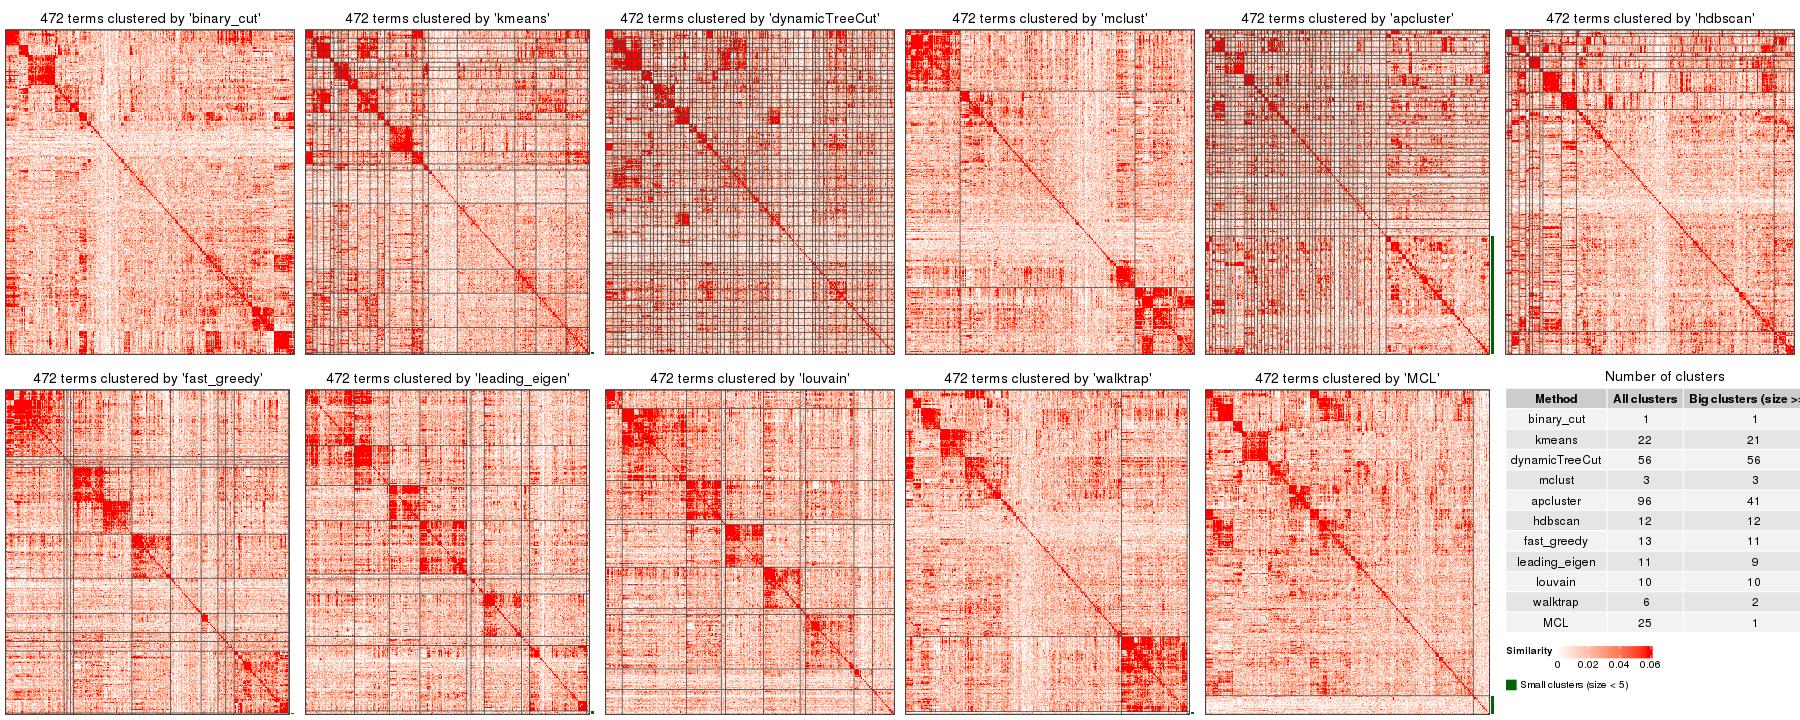 472 terms clustered by 'binary_cut'
472 terms clustered by 'kmeans'
472 terms clustered by 'dynamicTreeCut'
472 terms clustered by 'mclust'
472 terms clustered by 'apcluster'
472 terms clustered by 'hdbscan'
472 terms clustered by 'fast_greedy'
472 terms clustered by 'leading_eigen'
472 terms clustered by 'louvain'
472 terms clustered by 'walktrap'
472 terms clustered by 'MCL'
Number of clusters
Method All clusters Big clusters (size >=
binary_cut 1 1
kmeans 22 21
dynamicTreeCut 56 56
mclust 3 3
apcluster 96 41
hdbscan 12 12
fast_greedy 13 11
leading_eigen 11 9
louvain 10 10
walktrap 6 2
MCL 25 1
Similarity
0 0.02 0.04 0.06
Small clusters (size < 5)